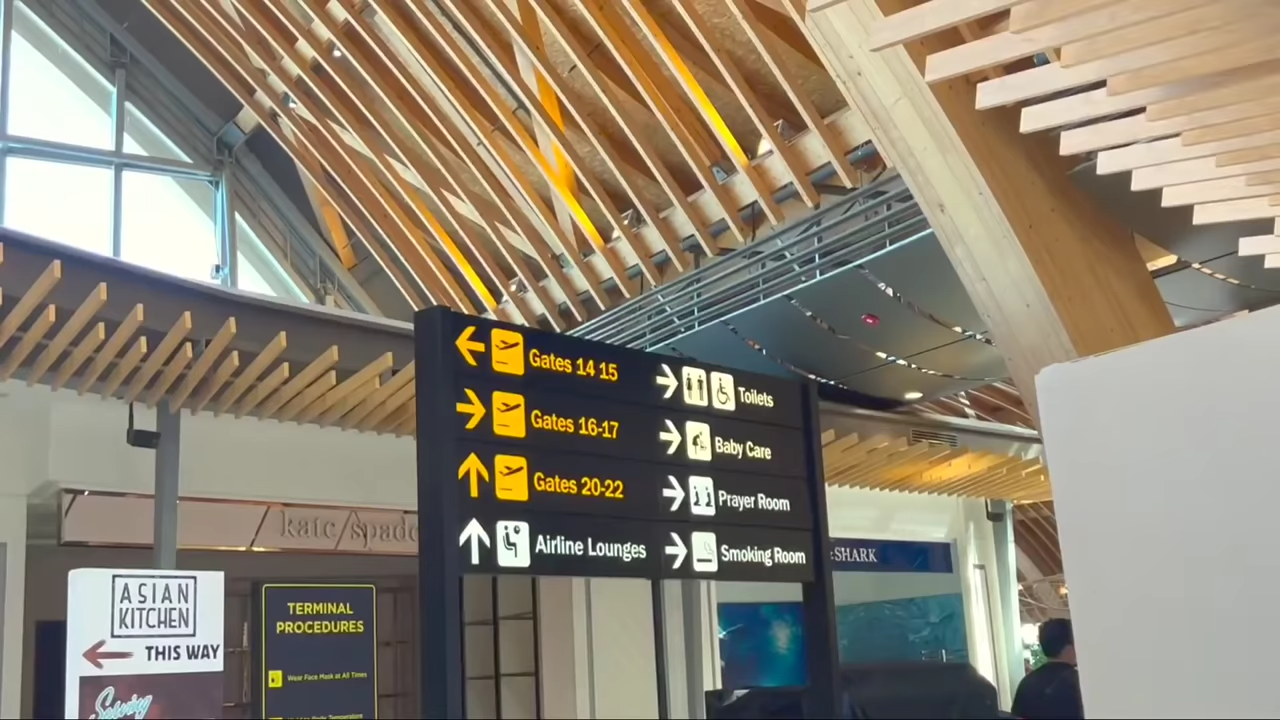 Gates 14 15
Gates 16-17
Gates 20-22
Airline Lounges
Toilets
Baby Care
Prayer Room
Smoking Room
kate/spade
&SHARK
ASIAN
KITCHEN
THIS WAY
Serving
TERMINAL
PROCEDURES
Wear Face Mask at All Times